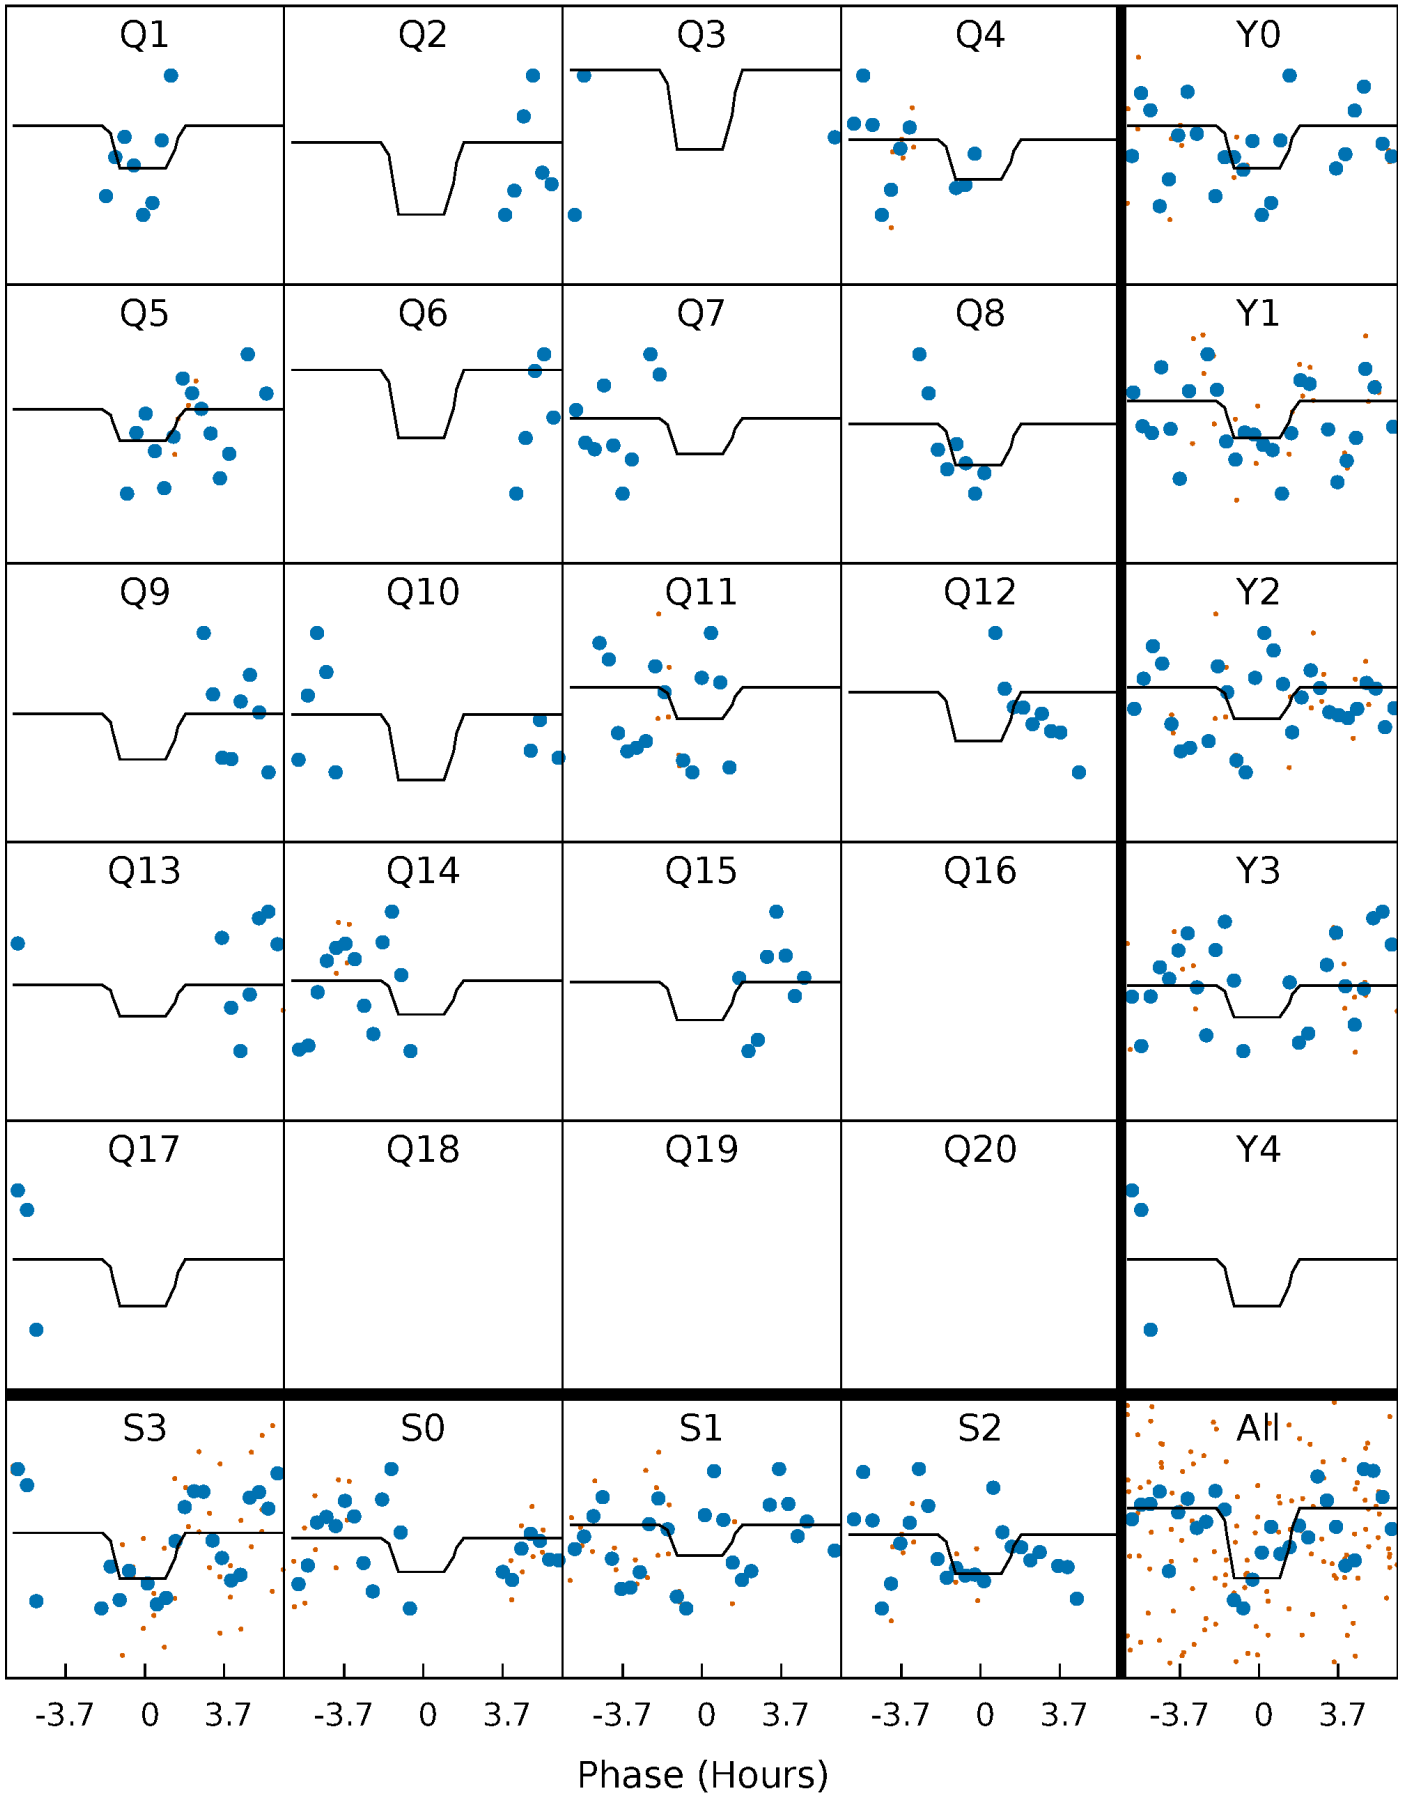 Q1 Q2 Q3 Q4 Y0
Q5 Q6 Q7 Q8 Y1
Q9 Q10 Q11 Q12 Y2
Q13 Q14 Q15 Q16 Y3
Q17 Q18 Q19 Q20 Y4
S3 S0 S1 S2 All
-3.7 0 3.7 -3.7 0 3.7 -3.7 0 3.7 -3.7 0 3.7 -3.7 0 3.7
Phase (Hours)